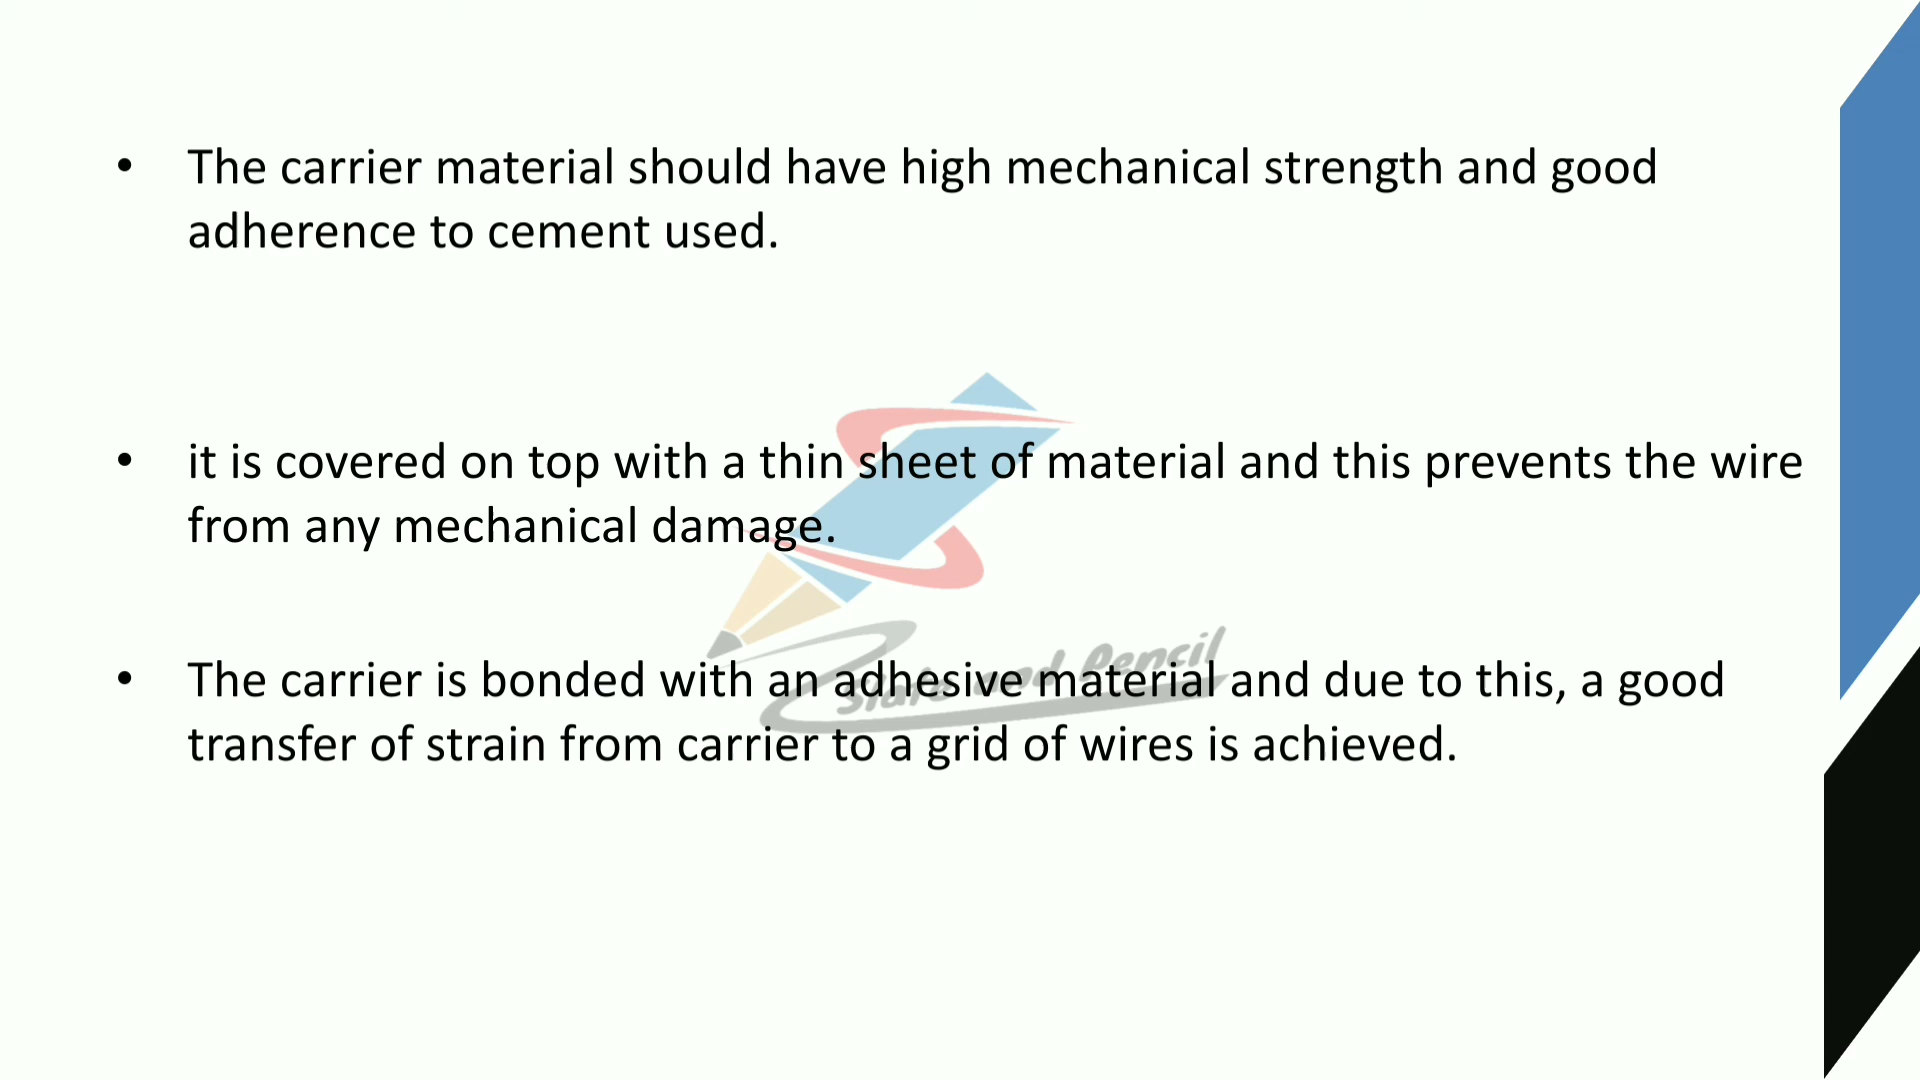 • The carrier material should have high mechanical strength and good
adherence to cement used.
• it is covered on top with a thin sheet of material and this prevents the wire
from any mechanical damage.
Slate and Pencil
• The carrier is bonded with an adhesive material and due to this, a good
transfer of strain from carrier to a grid of wires is achieved.